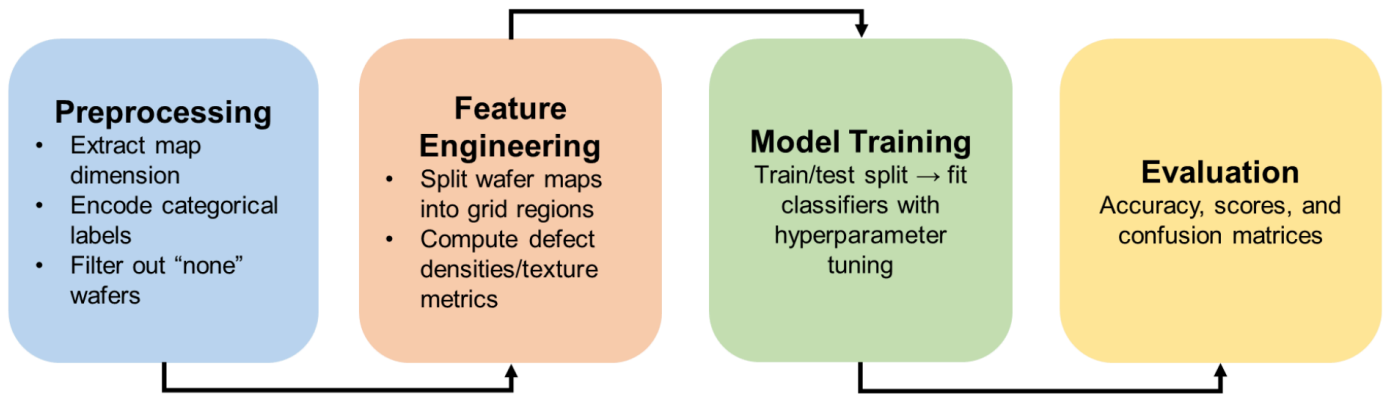 Preprocessing
• Extract map
dimension
• Encode categorical
labels
• Filter out “none”
wafers
Feature
Engineering
• Split wafer maps
into grid regions
• Compute defect
densities/texture
metrics
Model Training
Train/test split → fit
classifiers with
hyperparameter
tuning
Evaluation
Accuracy, scores, and
confusion matrices